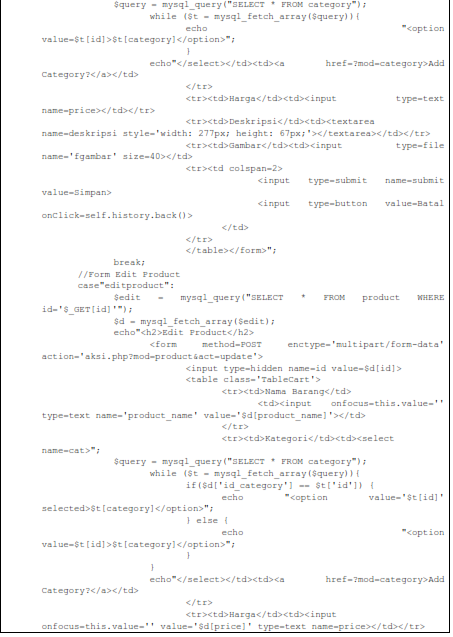 $query = mysql_query("SELECT * FROM category");
while ($t = mysql_fetch_array($query)){
echo "<option
value=$t[id]>$t[category]</option>";
}
echo"</select></td><td><a href=?mod=category>Add
Category?</a></td>
</tr>
<tr><td>Harga</td><td><input type=text
name=price></td></tr>
<tr><td>Deskripsi</td><td><textarea
name=deskripsi style='width: 277px; height: 67px;'></textarea></td></tr>
<tr><td>Gambar</td><td><input type=file
name='fgambar' size=40></td>
<tr><td colspan=2>
<input type=submit name=submit
value=Simpan>
<input type=button value=Batal
onClick=self.history.back()>
</td>
</tr>
</table></form>";
break;
//Form Edit Product
case"editproduct":
$edit = mysql_query("SELECT * FROM product WHERE
id='$_GET[id]'");
$d = mysql_fetch_array($edit);
echo"<h2>Edit Product</h2>
<form method=POST enctype='multipart/form-data'
action='aksi.php?mod=product&act=update'>
<input type=hidden name=id value=$d[id]>
<table class='TableCart'>
<tr><td>Nama Barang</td>
<td><input onfocus=this.value=''
type=text name='product_name' value='$d[product_name]'></td>
</tr>
<tr><td>Kategori</td><td><select
name=cat>";
$query = mysql_query("SELECT * FROM category");
while ($t = mysql_fetch_array($query)){
if($d['id_category'] == $t['id']) {
echo "<option value='$t[id]'
selected>$t[category]</option>";
} else {
echo "<option
value=$t[id]>$t[category]</option>";
}
}
echo"</select></td><td><a href=?mod=category>Add
Category?</a></td>
</tr>
<tr><td>Harga</td><td><input
onfocus=this.value='' value='$d[price]' type=text name=price></td></tr>